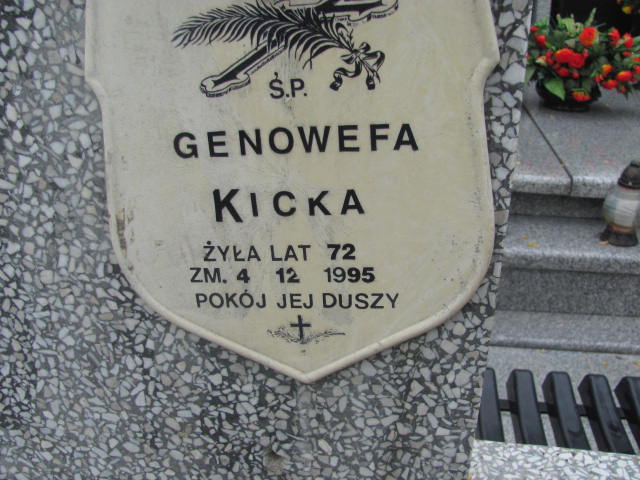 Ś.P.
GENOWEFA
KICKA
ŻYŁA LAT 72
ZM. 4 12 1995
POKÓJ JEJ DUSZY